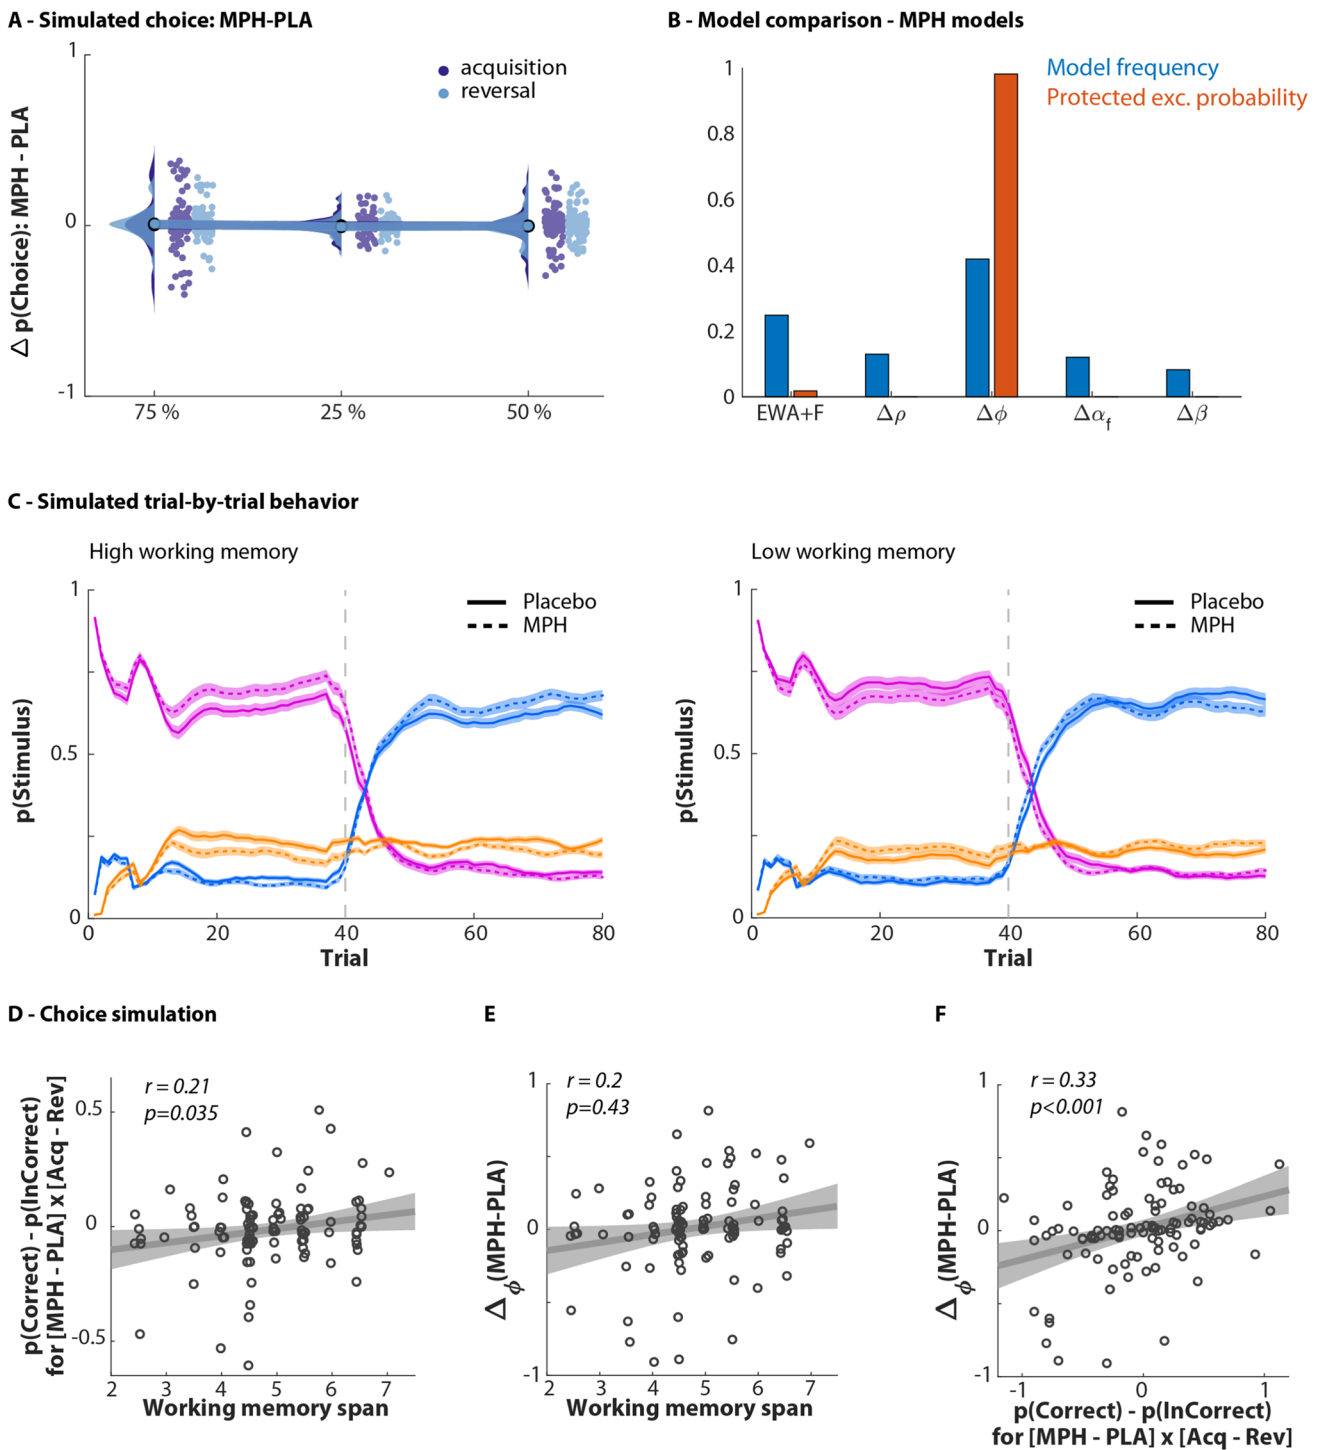 A - Simulated choice: MPH-PLA
1
acquisition
reversal
Δ p(Choice): MPH - PLA
0
-1
75 %
25 %
50 %
B - Model comparison - MPH models
Model frequency
Protected exc. probability
1
0.8
0.6
0.4
0.2
0
EWA+F
Δρ
Δϕ
Δα_f
Δβ
C - Simulated trial-by-trial behavior
High working memory
1
Placebo
MPH
p(Stimulus)
0.5
0
0
20
40
60
80
Trial
Low working memory
1
Placebo
MPH
p(Stimulus)
0.5
0
0
20
40
60
80
Trial
D - Choice simulation
r = 0.21
p=0.035
p(Correct) - p(InCorrect)
for [MPH - PLA] x [Acq - Rev]
0.5
0
-0.5
2
3
4
5
6
7
Working memory span
E
r = 0.2
p=0.43
Δϕ (MPH-PLA)
1
0
-1
2
3
4
5
6
7
Working memory span
F
r = 0.33
p<0.001
Δϕ (MPH-PLA)
1
0
-1
-1
0
1
p(Correct) - p(InCorrect)
for [MPH - PLA] x [Acq - Rev]